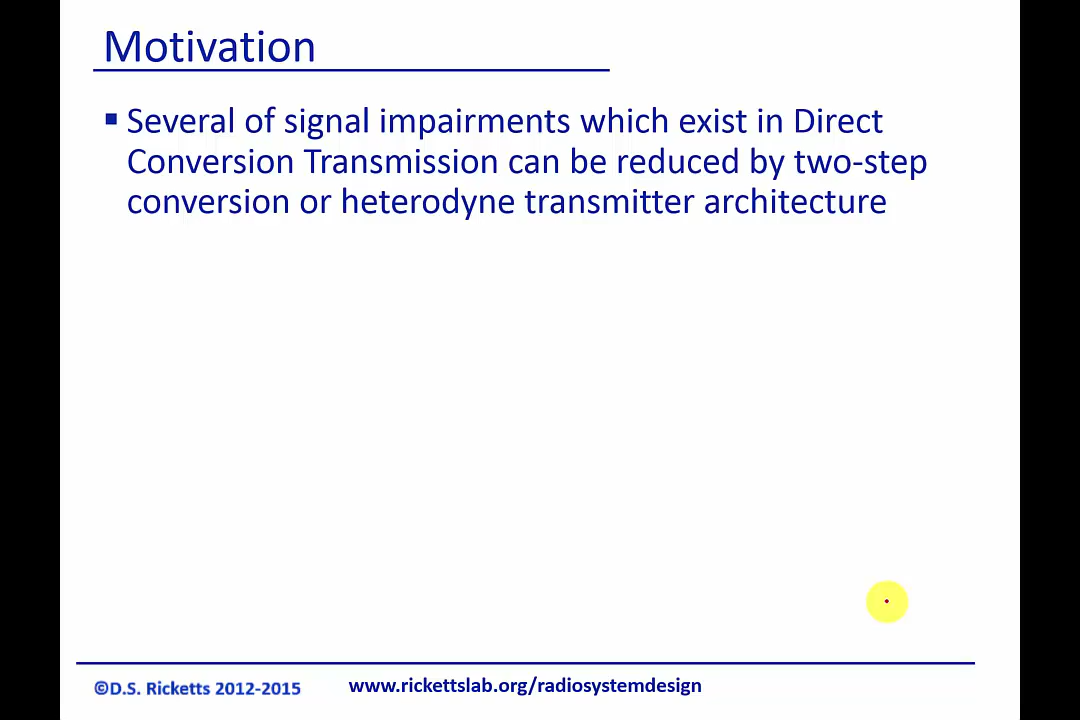 Motivation
▪ Several of signal impairments which exist in Direct
Conversion Transmission can be reduced by two-step
conversion or heterodyne transmitter architecture
©D.S. Ricketts 2012-2015
www.rickettslab.org/radiosystemdesign